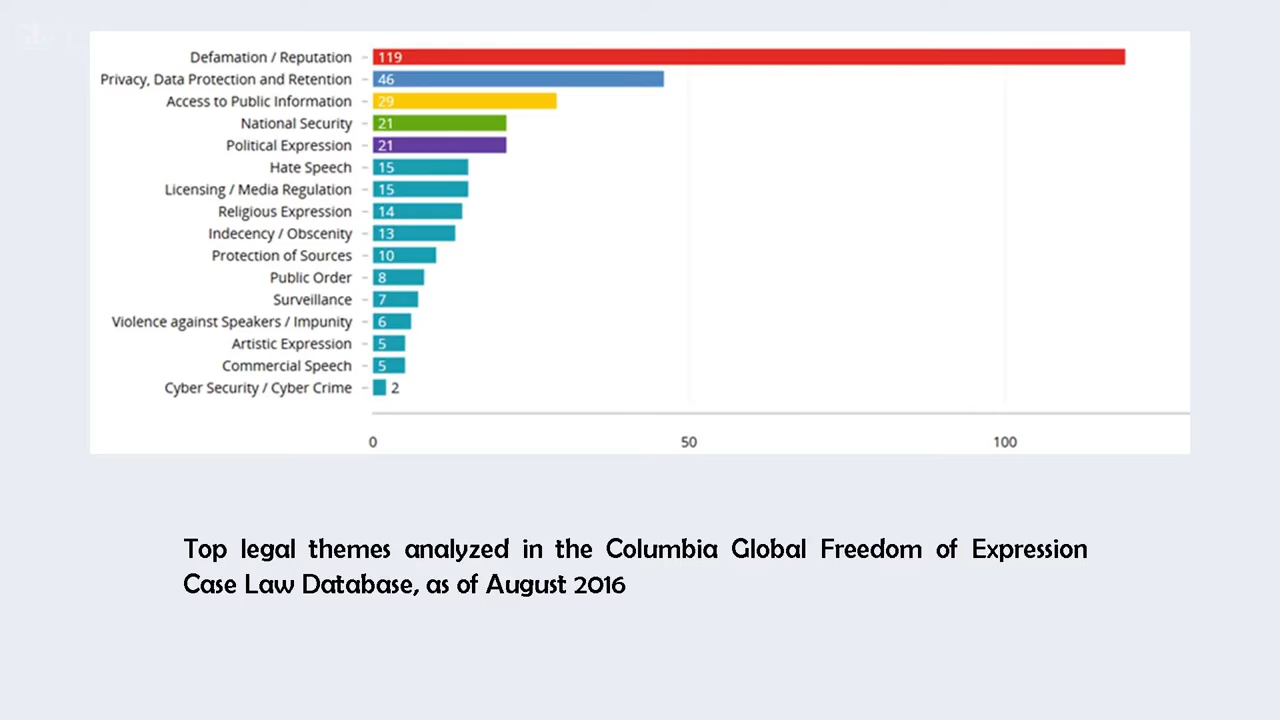 Defamation / Reputation 119
Privacy, Data Protection and Retention 46
Access to Public Information 29
National Security 21
Political Expression 21
Hate Speech 15
Licensing / Media Regulation 15
Religious Expression 14
Indecency / Obscenity 13
Protection of Sources 10
Public Order 8
Surveillance 7
Violence against Speakers / Impunity 6
Artistic Expression 5
Commercial Speech 5
Cyber Security / Cyber Crime 2
0 50 100
Top legal themes analyzed in the Columbia Global Freedom of Expression
Case Law Database, as of August 2016